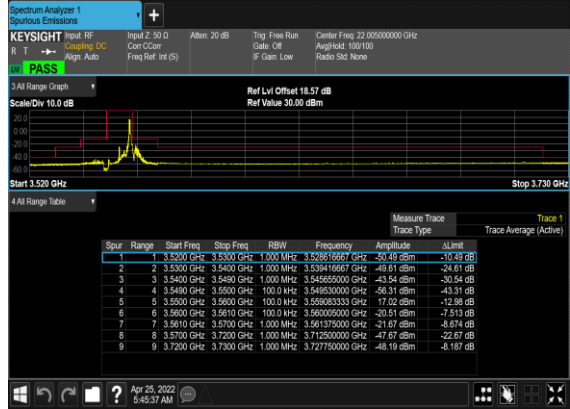 Spectrum Analyzer 1
Spurious Emissions
+
KEYSIGHT Input: RF Input Z: 50 Ω Atten: 20 dB Trig: Free Run Center Freq: 22.005000000 GHz
R T Coupling: DC Corr CCorr Gate: Off Avg|Hold: 100/100
Align: Auto Freq Ref: Int (S) IF Gain: Low Radio Std: None
PASS
3 All Range Graph
Ref Lvl Offset 18.57 dB
Scale/Div 10.0 dB Ref Value 30.00 dBm
20.0
0.00
-20.0
-40.0
-60.0
Start 3.520 GHz Stop 3.730 GHz
4 All Range Table
Measure Trace Trace 1
Trace Type Trace Average (Active)
Spur Range Start Freq Stop Freq RBW Frequency Amplitude ΔLimit
1 1 3.5200 GHz 3.5300 GHz 1.000 MHz 3.528616667 GHz -50.49 dBm -10.49 dB
2 2 3.5300 GHz 3.5400 GHz 1.000 MHz 3.539416667 GHz -49.61 dBm -24.61 dB
3 3 3.5400 GHz 3.5490 GHz 1.000 MHz 3.545655000 GHz -43.54 dBm -30.54 dB
4 4 3.5490 GHz 3.5500 GHz 100.0 kHz 3.549530000 GHz -56.31 dBm -43.31 dB
5 5 3.5500 GHz 3.5600 GHz 100.0 kHz 3.559083333 GHz 17.02 dBm -12.98 dB
6 6 3.5600 GHz 3.5610 GHz 100.0 kHz 3.560005000 GHz -20.51 dBm -7.513 dB
7 7 3.5610 GHz 3.5700 GHz 1.000 MHz 3.561375000 GHz -21.67 dBm -8.674 dB
8 8 3.5700 GHz 3.7200 GHz 1.000 MHz 3.712500000 GHz -47.67 dBm -22.67 dB
9 9 3.7200 GHz 3.7300 GHz 1.000 MHz 3.727750000 GHz -48.19 dBm -8.187 dB
? Apr 25, 2022
5:45:37 AM